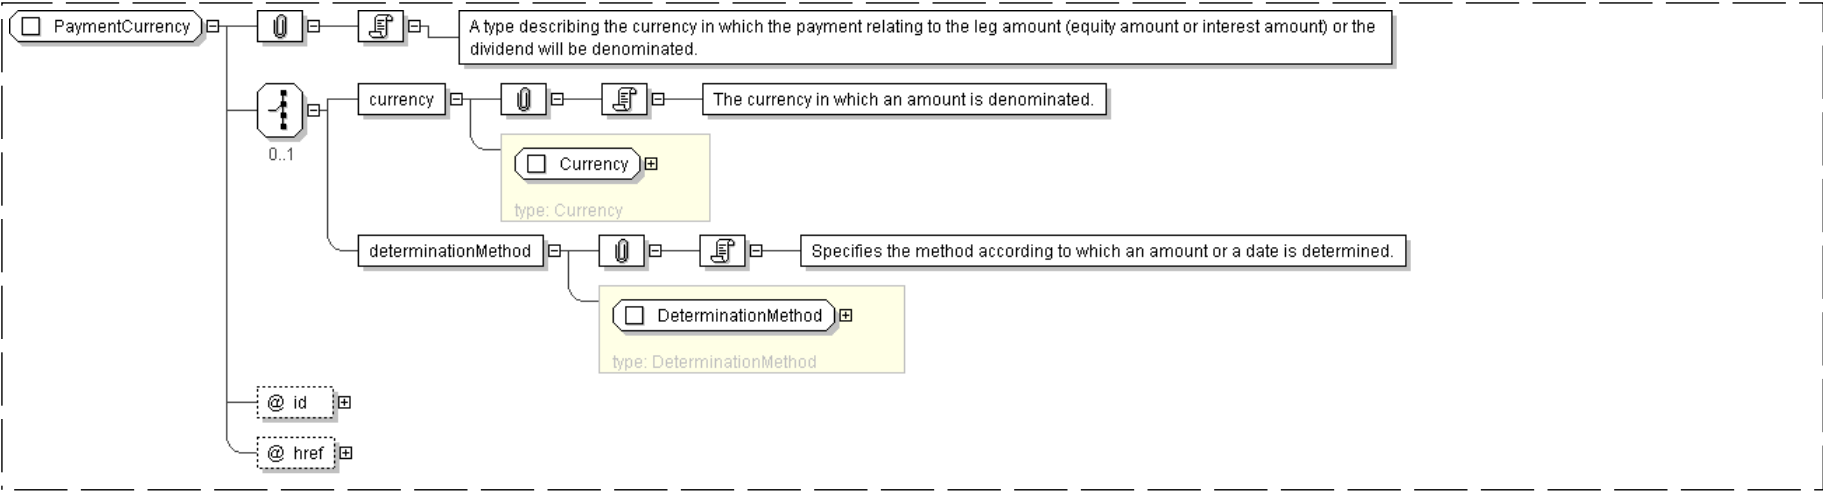 PaymentCurrency
A type describing the currency in which the payment relating to the leg amount (equity amount or interest amount) or the
dividend will be denominated.
currency
The currency in which an amount is denominated.
0..1
Currency
type: Currency
determinationMethod
Specifies the method according to which an amount or a date is determined.
DeterminationMethod
type: DeterminationMethod
@ id
@ href